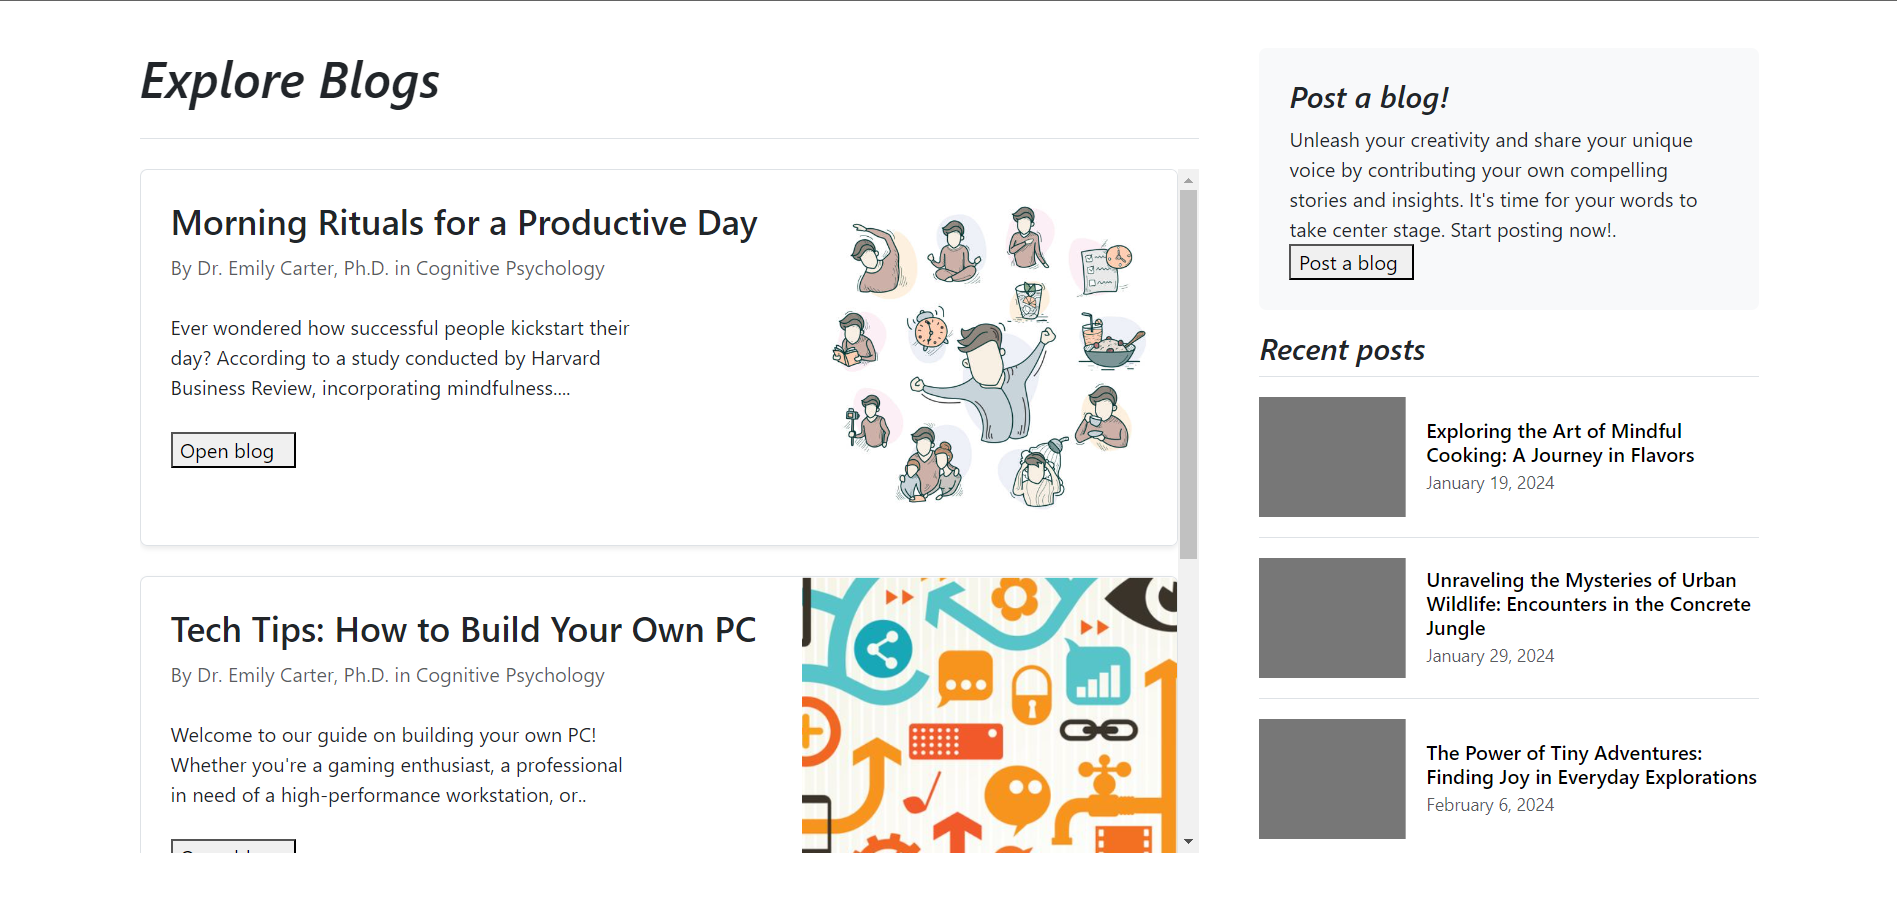 Explore Blogs
Morning Rituals for a Productive Day
By Dr. Emily Carter, Ph.D. in Cognitive Psychology
Ever wondered how successful people kickstart their
day? According to a study conducted by Harvard
Business Review, incorporating mindfulness....
Open blog
Tech Tips: How to Build Your Own PC
By Dr. Emily Carter, Ph.D. in Cognitive Psychology
Welcome to our guide on building your own PC!
Whether you're a gaming enthusiast, a professional
in need of a high-performance workstation, or..
Post a blog!
Unleash your creativity and share your unique
voice by contributing your own compelling
stories and insights. It's time for your words to
take center stage. Start posting now!.
Post a blog
Recent posts
Exploring the Art of Mindful
Cooking: A Journey in Flavors
January 19, 2024
Unraveling the Mysteries of Urban
Wildlife: Encounters in the Concrete
Jungle
January 29, 2024
The Power of Tiny Adventures:
Finding Joy in Everyday Explorations
February 6, 2024